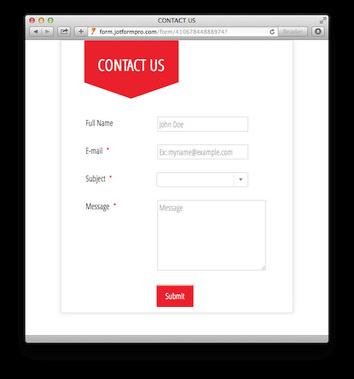 CONTACT US
form.jotformpro.com/form/41067844888974?
Reader
CONTACT US
Full Name
John Doe
E-mail *
Ex: myname@example.com
Subject *
Message *
Message
Submit